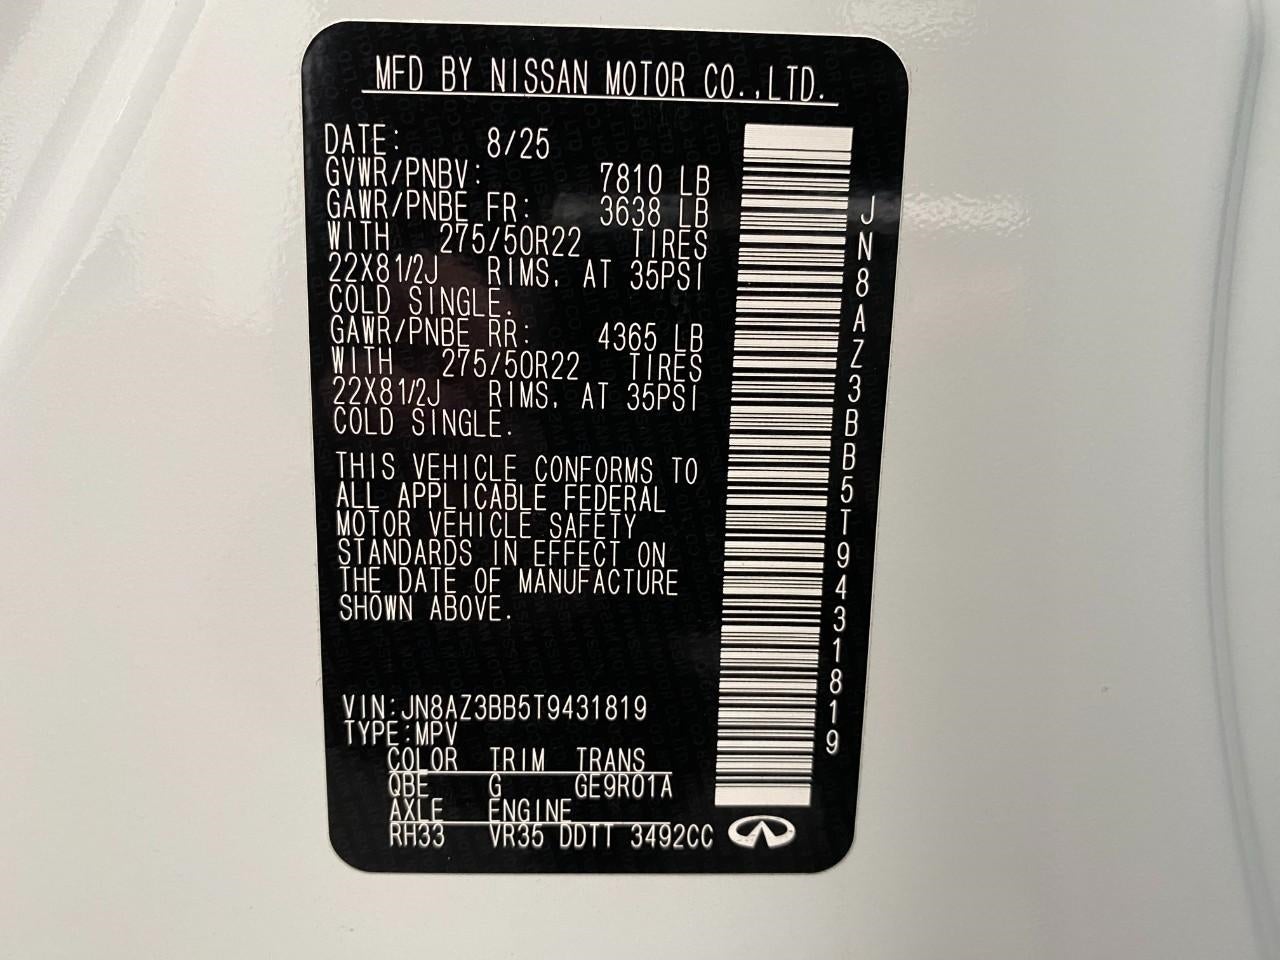 MFD BY NISSAN MOTOR CO.,LTD.
DATE: 8/25
GVWR/PNBV: 7810 LB
GAWR/PNBE FR: 3638 LB
WITH 275/50R22 TIRES
22X81/2J RIMS, AT 35PSI
COLD SINGLE.
GAWR/PNBE RR: 4365 LB
WITH 275/50R22 TIRES
22X81/2J RIMS, AT 35PSI
COLD SINGLE.
THIS VEHICLE CONFORMS TO
ALL APPLICABLE FEDERAL
MOTOR VEHICLE SAFETY
STANDARDS IN EFFECT ON
THE DATE OF MANUFACTURE
SHOWN ABOVE.
VIN:JN8AZ3BB5T9431819
TYPE:MPV
COLOR TRIM TRANS
QBE G GE9R01A
AXLE ENGINE
RH33 VR35 DDTT 3492CC
JN8AZ3BB5T9431819